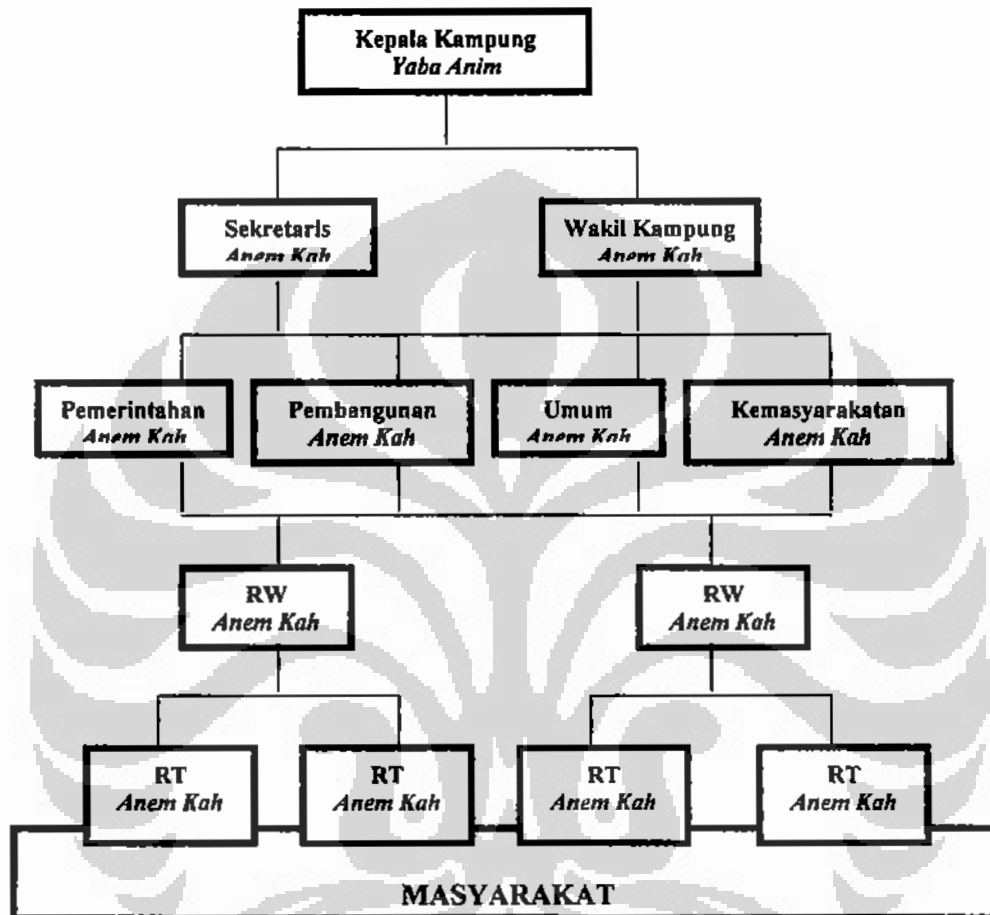 Kepala Kampung
Yaba Anim
Sekretaris
Anem Kah
Wakil Kampung
Anem Kah
Pemerintahan
Anem Kah
Pembangunan
Anem Kah
Umum
Anem Kah
Kemasyarakatan
Anem Kah
RW
Anem Kah
RW
Anem Kah
RT
Anem Kah
RT
Anem Kah
RT
Anem Kah
RT
Anem Kah
MASYARAKAT